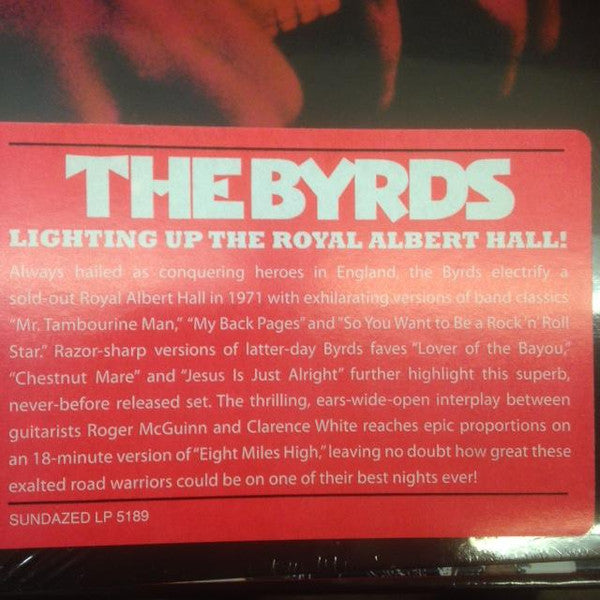 THE BYRDS
LIGHTING UP THE ROYAL ALBERT HALL!
Always hailed as conquering heroes in England, the Byrds electrify a
sold-out Royal Albert Hall in 1971 with exhilarating versions of band classics
"Mr. Tambourine Man," "My Back Pages" and "So You Want to Be a Rock 'n' Roll
Star." Razor-sharp versions of latter-day Byrds faves "Lover of the Bayou,"
"Chestnut Mare" and "Jesus Is Just Alright" further highlight this superb,
never-before released set. The thrilling, ears-wide-open interplay between
guitarists Roger McGuinn and Clarence White reaches epic proportions on
an 18-minute version of "Eight Miles High," leaving no doubt how great these
exalted road warriors could be on one of their best nights ever!
SUNDAZED LP 5189